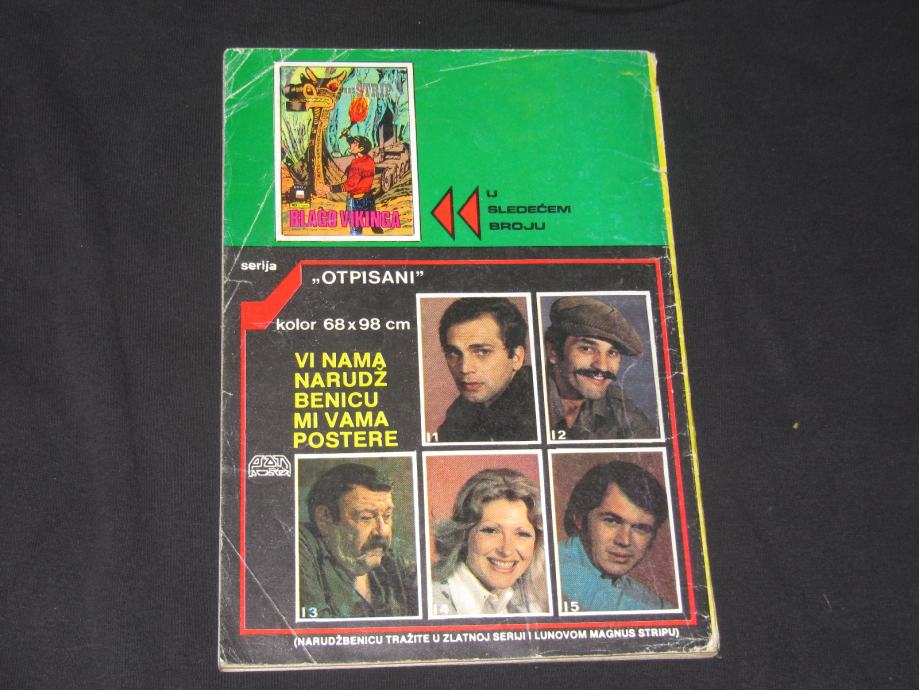 STRIP
BLAGO VIKINGA
U
SLEDEĆEM
BROJU
serija
„OTPISANI”
kolor 68 x 98 cm
VI NAMA
NARUDŽ
BENICU
MI VAMA
POSTERE
11
12
13
14
15
(NARUDŽBENICU TRAŽITE U ZLATNOJ SERIJI I LUNOVOM MAGNUS STRIPU)